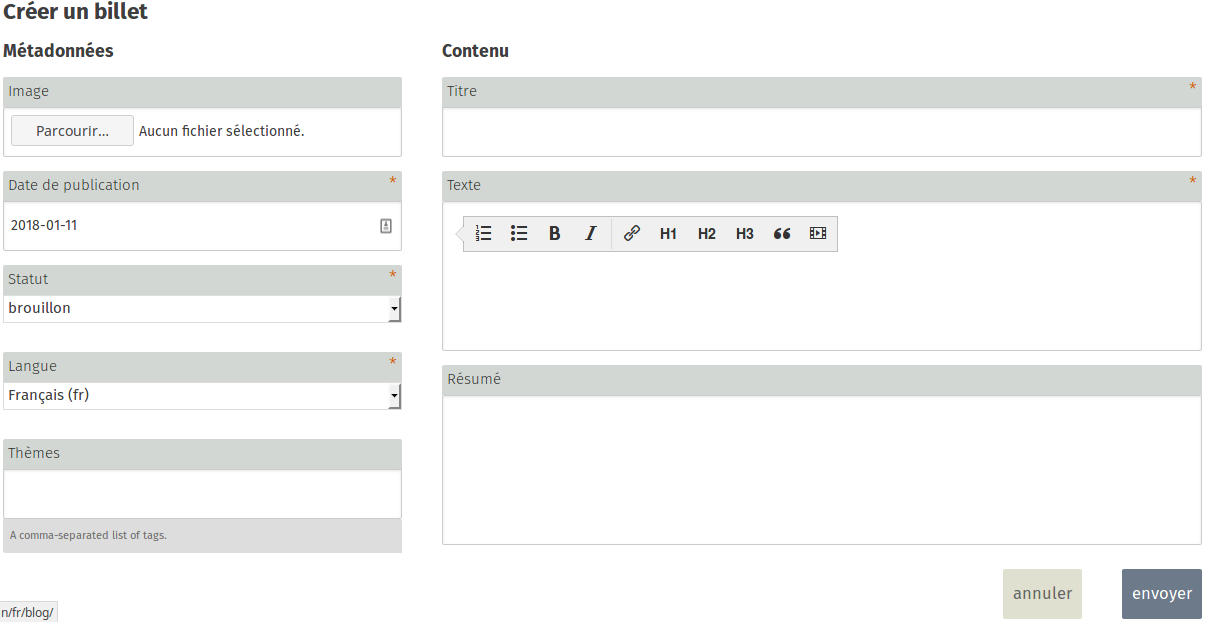 Créer un billet
Métadonnées
Image
Parcourir... Aucun fichier sélectionné.
Date de publication *
2018-01-11
Statut *
brouillon
Langue *
Français (fr)
Thèmes
A comma-separated list of tags.
Contenu
Titre *
Texte *
B I H1 H2 H3
Résumé
annuler envoyer
n/fr/blog/